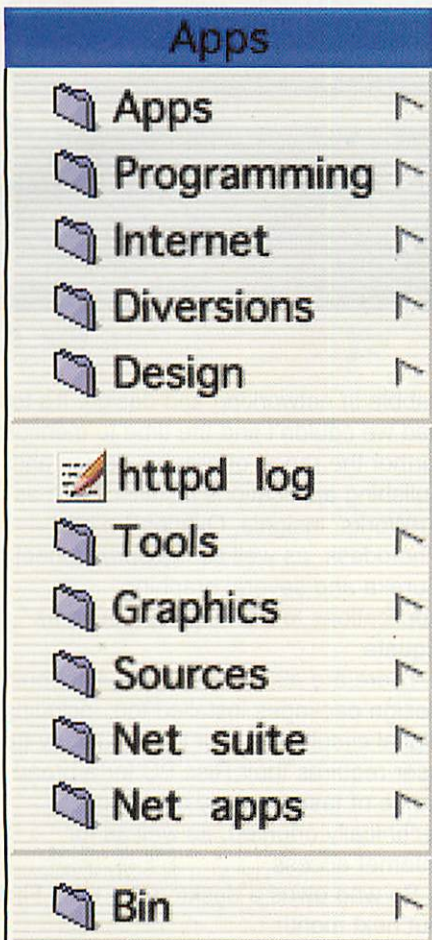 Apps
Apps
Programming
Internet
Diversions
Design
httpd log
Tools
Graphics
Sources
Net suite
Net apps
Bin